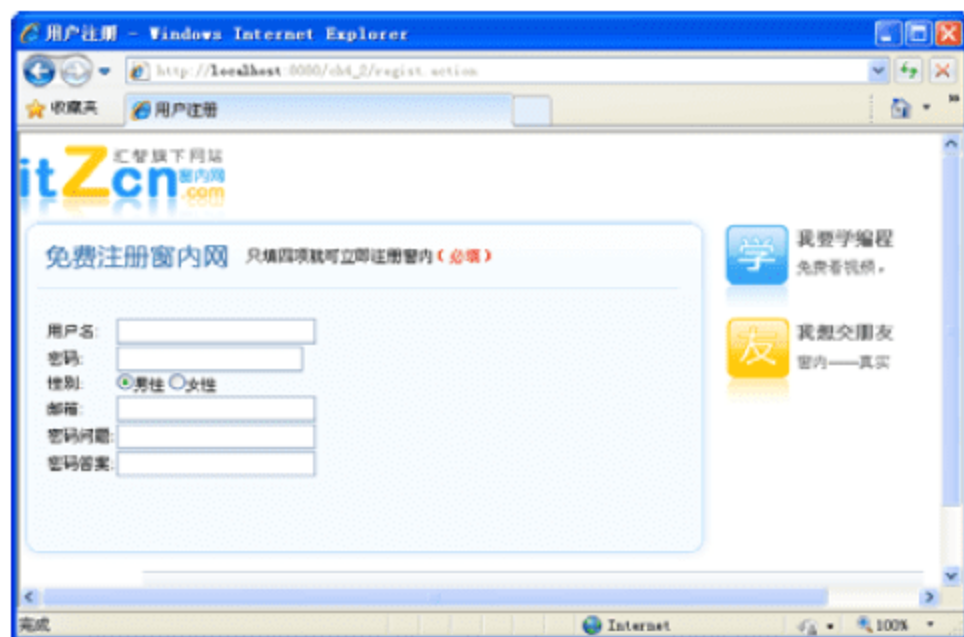 用户注册 - Windows Internet Explorer
http://localhost:8080/ch4_2/regist.action
收藏夹
用户注册
itZcn
.com
汇智旗下网站
窗内网
免费注册窗内网 只填四项就可立即注册窗内(必填)
我要学编程
学
免费看视频。
我想交朋友
友
窗内——真实
用户名:
密码:
性别: 男性 女性
邮箱:
密码问题:
密码答案:
完成
Internet
100%